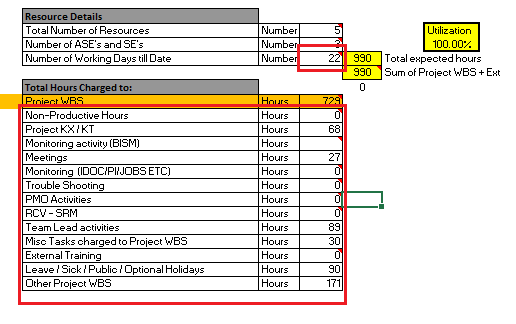 Resource Details
Total Number of Resources Number 5 Utilization
Number of ASE's and SE's Number 3 100.00%
Number of Working Days till Date Number 22 990 Total expected hours
990 Sum of Project WBS + Ext
Total Hours Charged to: 0
Project WBS Hours 729
Non-Productive Hours Hours 0
Project KX / KT Hours 68
Monitoring activity (BISM) Hours
Meetings Hours 27
Monitoring (IDOC/PI/JOBS ETC) Hours 0
Trouble Shooting Hours 0
PMO Activities Hours 0
RCV - SRM Hours 0
Team Lead activities Hours 89
Misc Tasks charged to Project WBS Hours 30
External Training Hours 0
Leave / Sick / Public / Optional Holidays Hours 90
Other Project WBS Hours 171